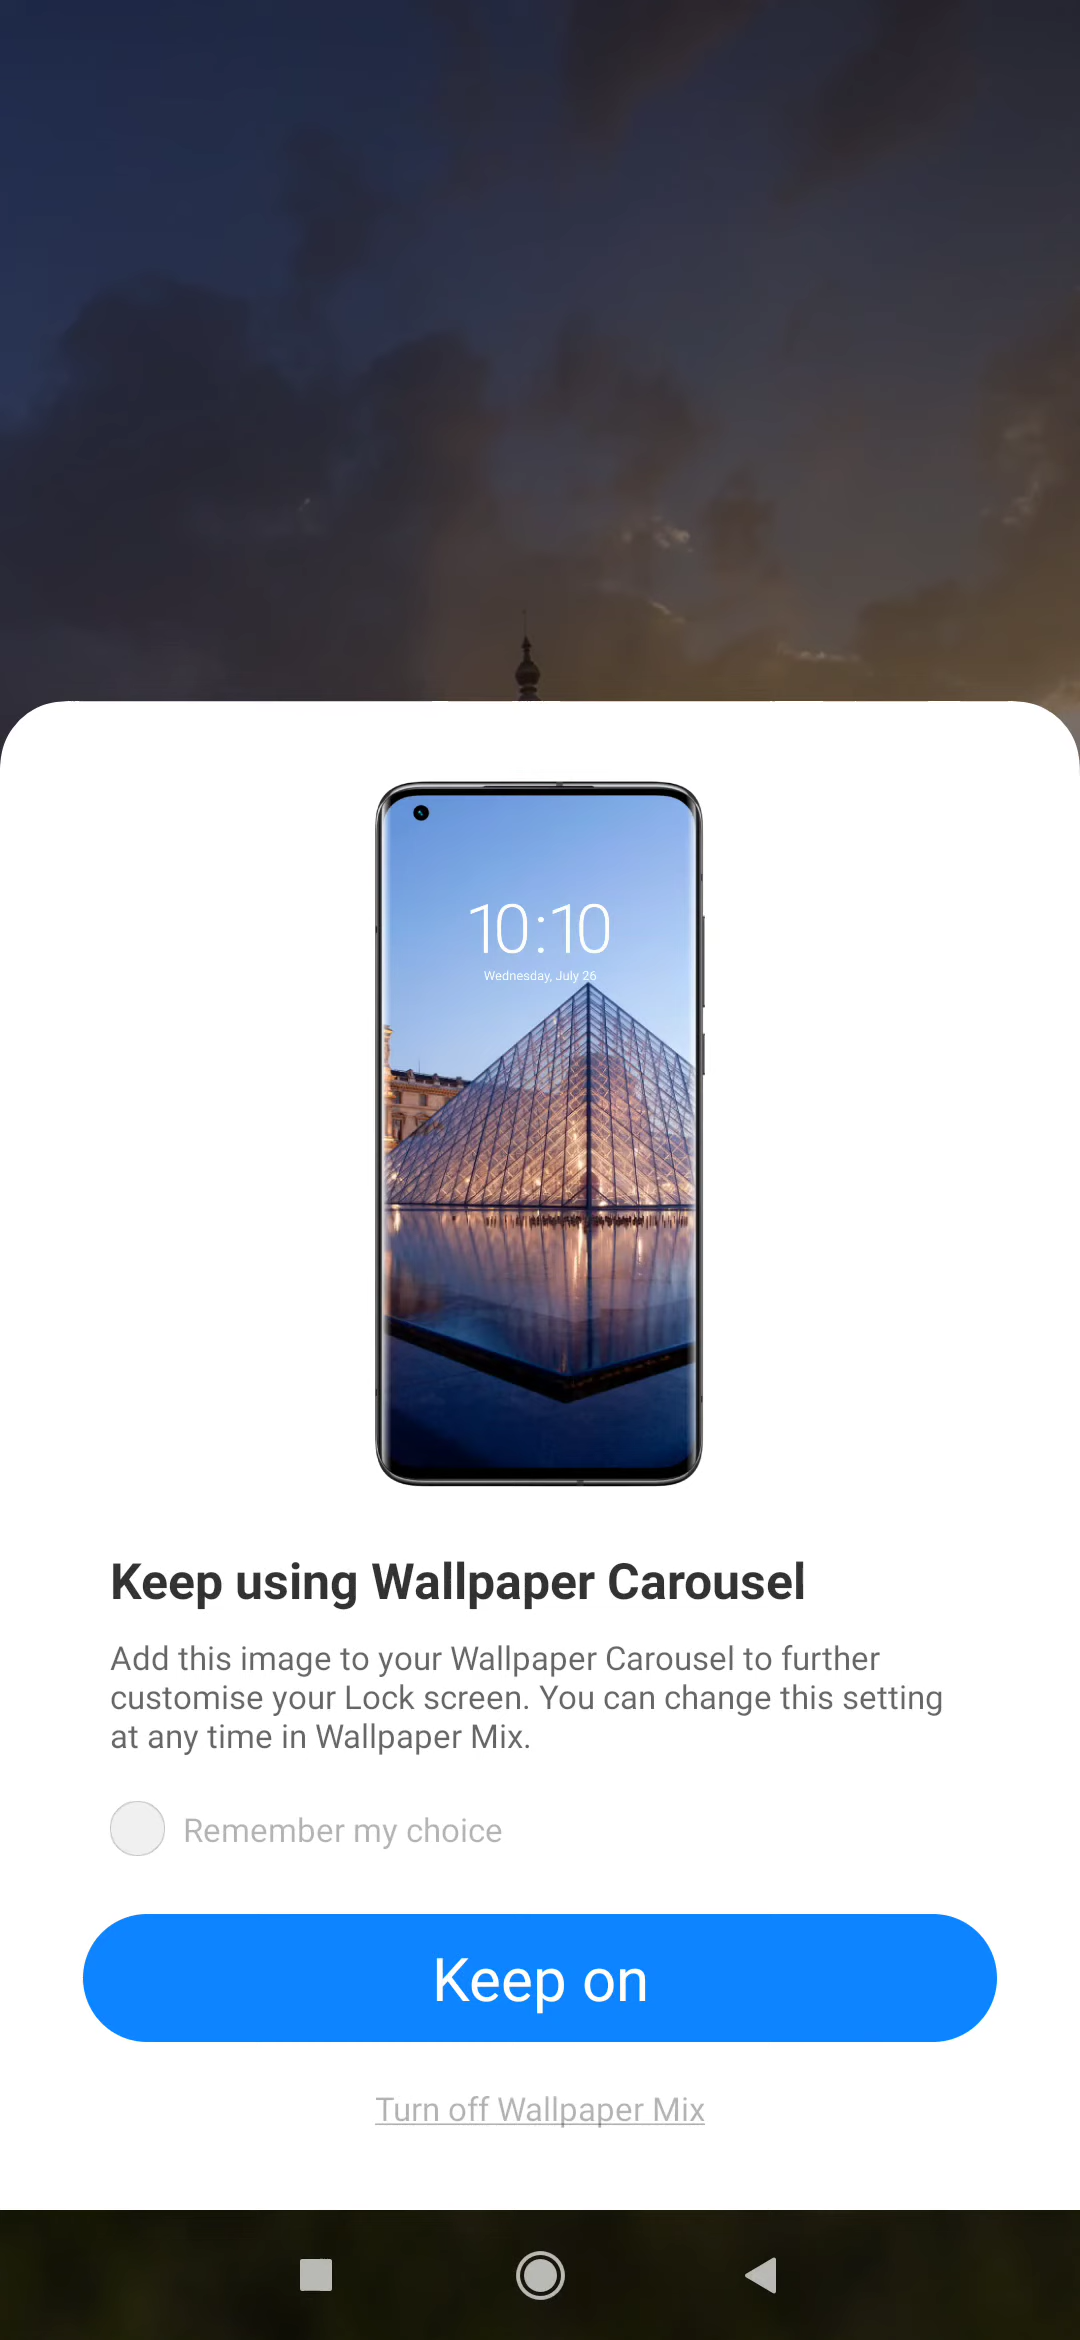 10:10
Wednesday, July 26
Keep using Wallpaper Carousel
Add this image to your Wallpaper Carousel to further
customise your Lock screen. You can change this setting
at any time in Wallpaper Mix.
Remember my choice
Keep on
Turn off Wallpaper Mix